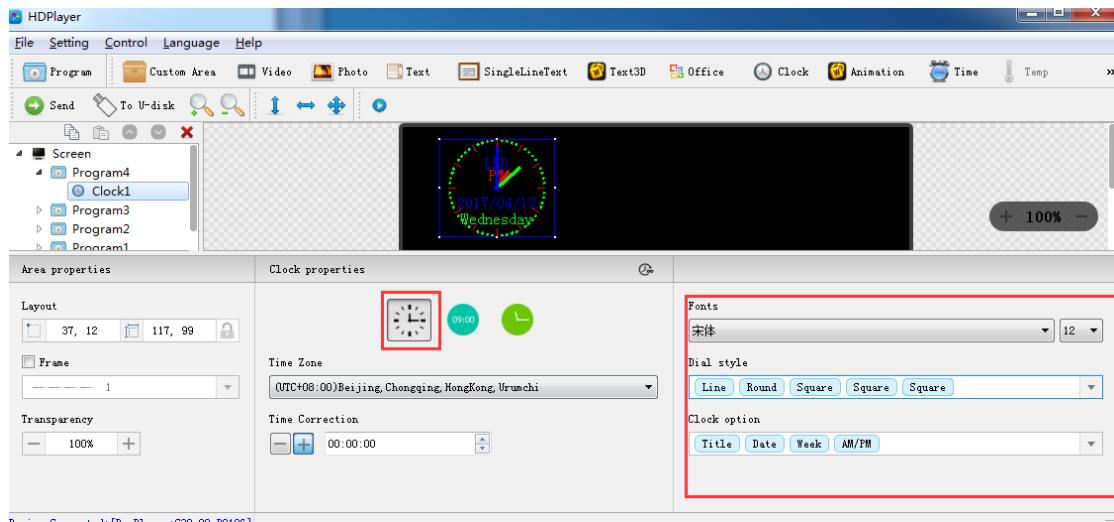 HDPlayer
File Setting Control Language Help
Program Custom Area Video Photo Text SingleLineText Text3D Office Clock Animation Time Temp »
Send To U-disk
Screen
Program4
Clock1
Program3
Program2
Program1
LED
PM
2017/04/12
Wednesday
+ 100% −
Area properties Clock properties
Layout
37, 12 117, 99
Frame
1
Transparency
100%
09:00
Time Zone
(UTC+08:00)Beijing, Chongqing, HongKong, Urumchi
Time Correction
00:00:00
Fonts
宋体 12
Dial style
Line Round Square Square Square
Clock option
Title Date Week AM/PM